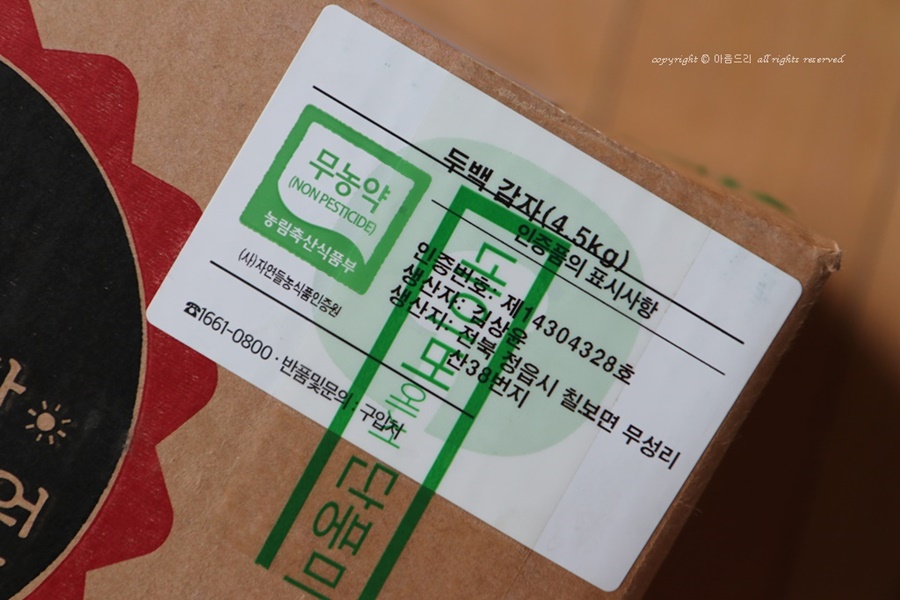 copyright © 아름드리 all rights reserved
두백 감자(4.5kg)
인증품의 표시사항
인증번호: 제14304328호
생산자: 김상윤
생산지: 전북 정읍시 칠보면 무성리
산38번지
무농약
(NON PESTICIDE)
농림축산식품부
(사)자연들농식품인증원
☎1661-0800 · 반품및문의 : 구입처